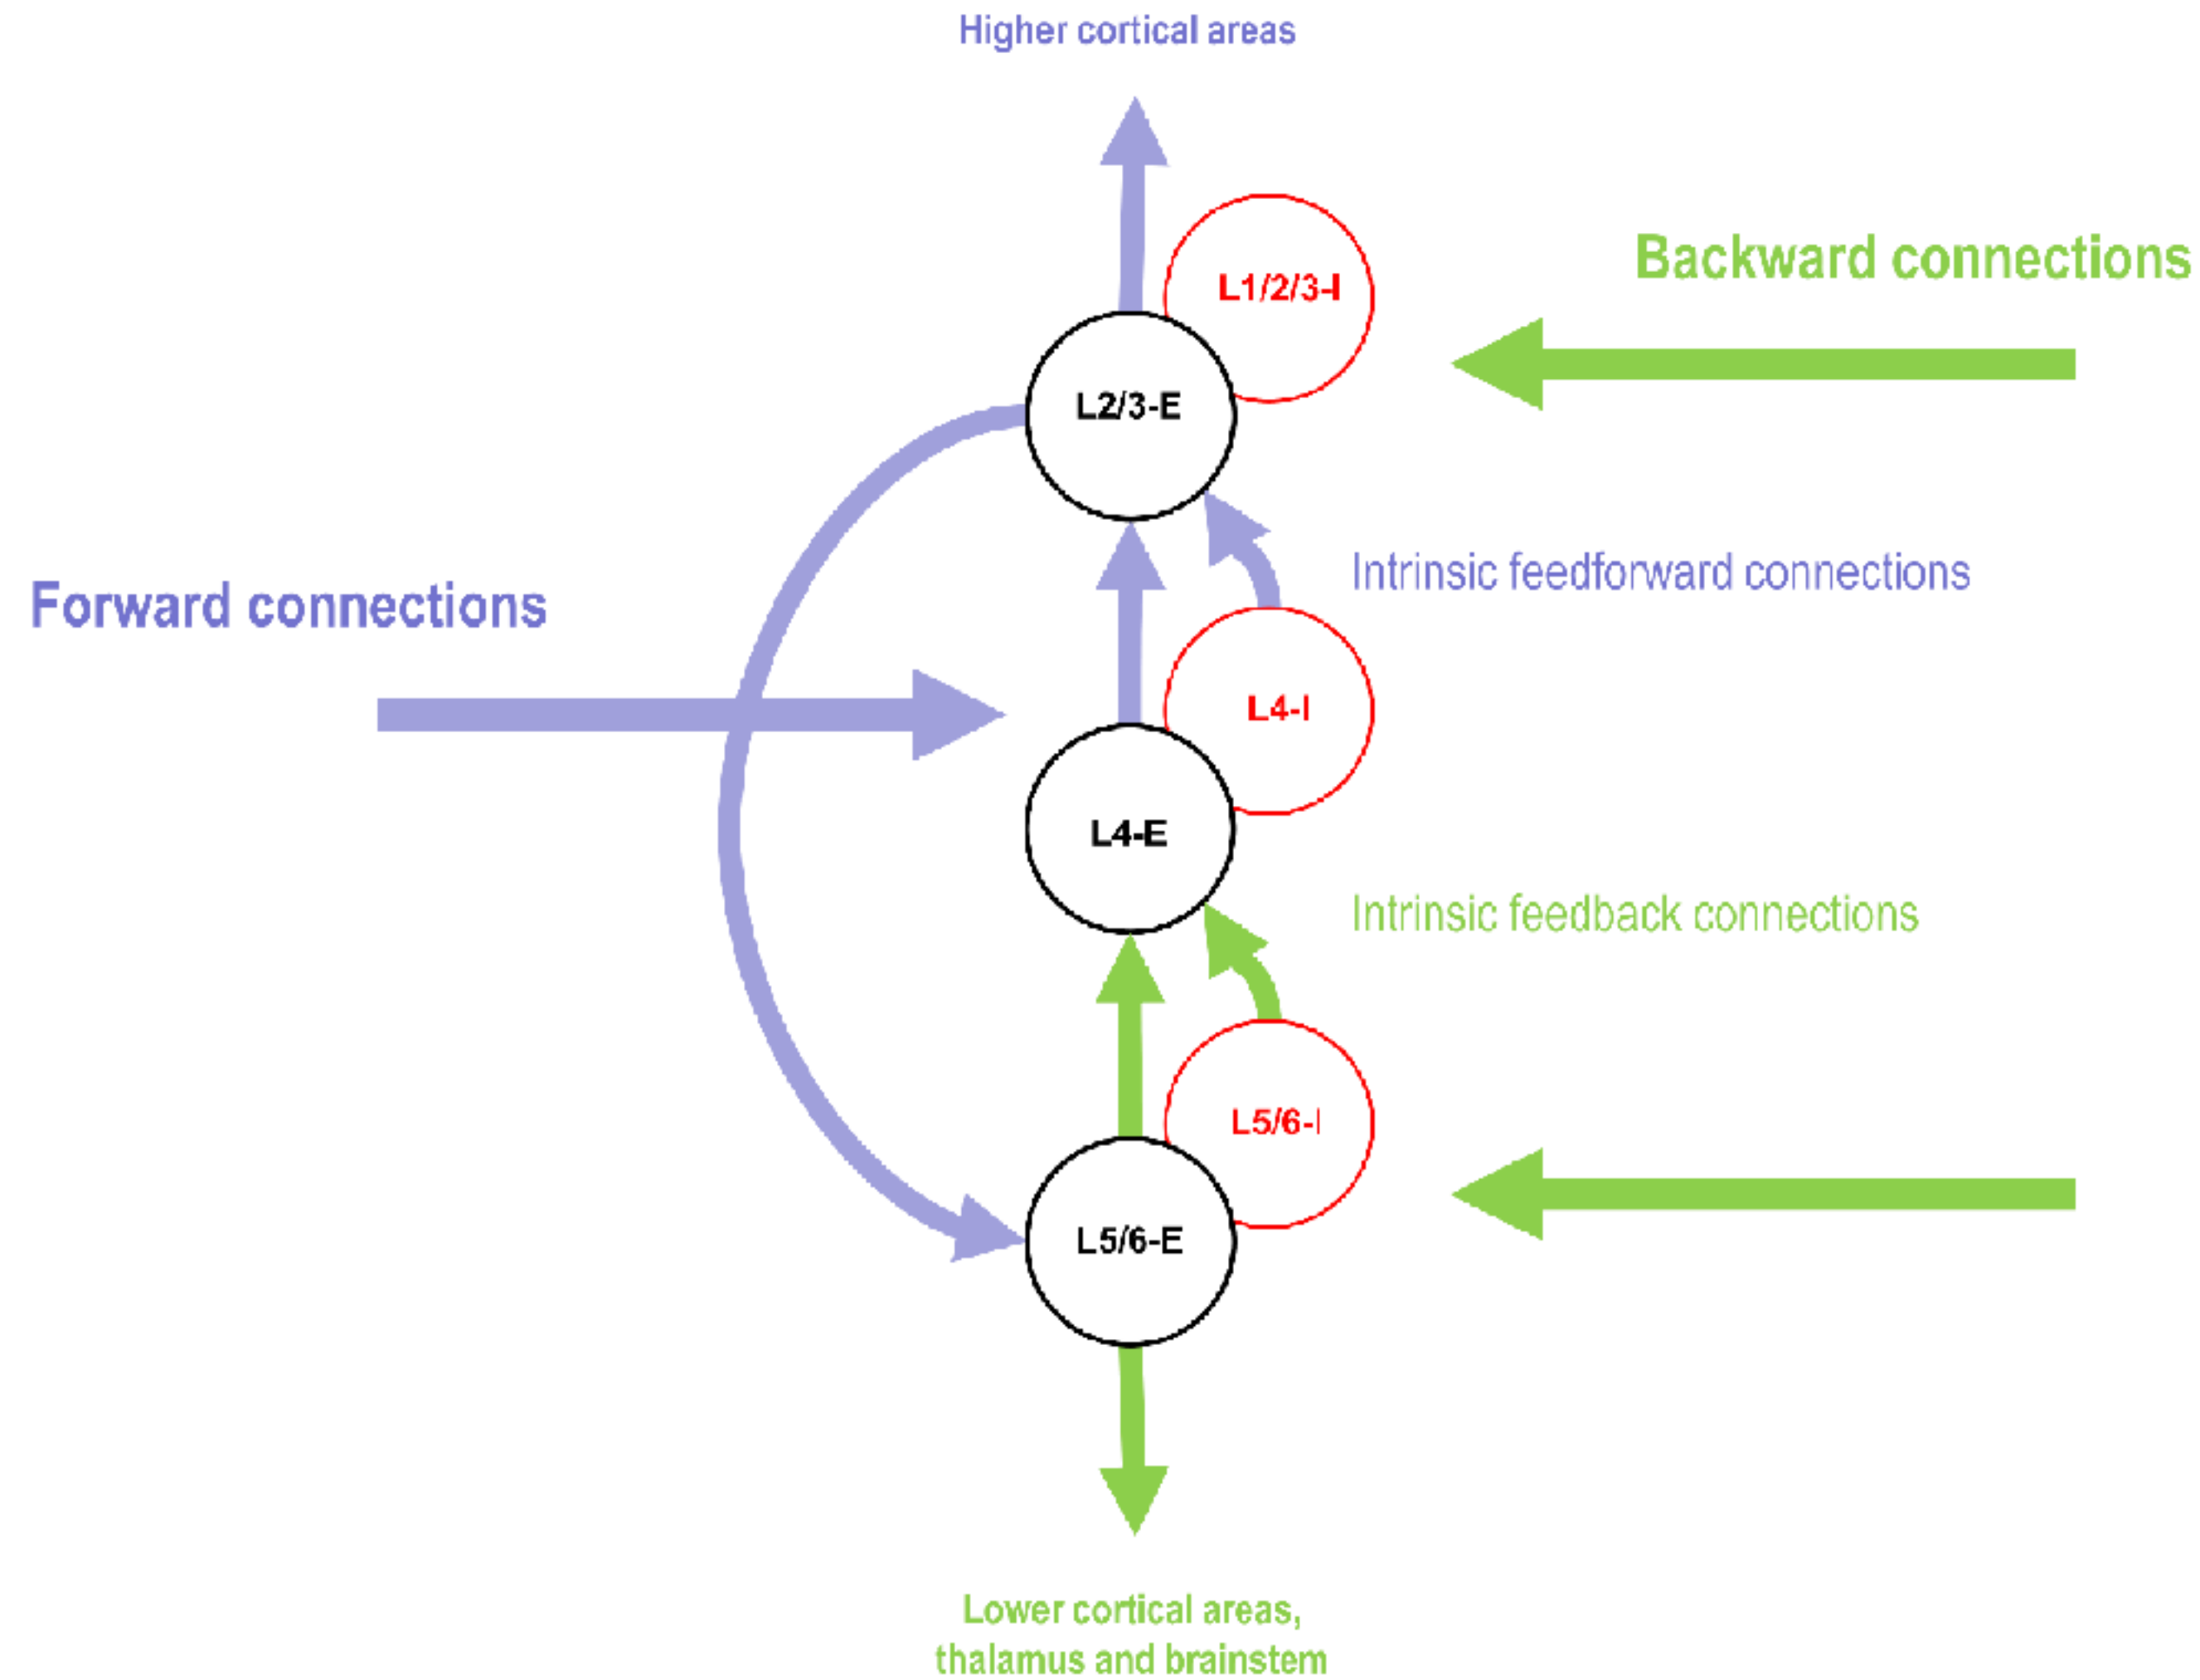 Higher cortical areas
L1/2/3-I
Backward connections
L2/3-E
Intrinsic feedforward connections
Forward connections
L4-I
L4-E
Intrinsic feedback connections
L5/6-I
L5/6-E
Lower cortical areas,
thalamus and brainstem